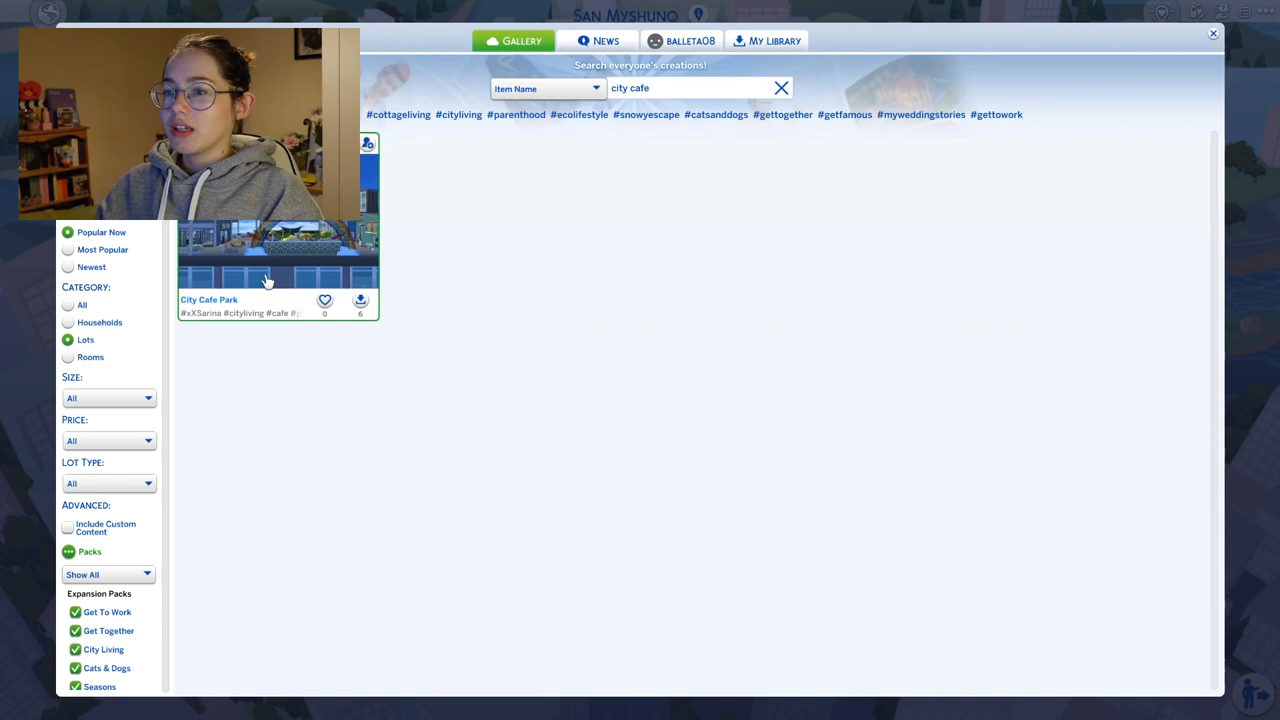 San Myshuno
Gallery
News
BALLETA08
My Library
Search everyone's creations!
Item Name
city cafe
#cottageliving #cityliving #parenthood #ecolifestyle #snowyescape #catsanddogs #gettogether #getfamous #myweddingstories #gettowork
Popular Now
Most Popular
Newest
Category:
All
Households
Lots
Rooms
Size:
All
Price:
All
Lot Type:
All
Advanced:
Include Custom
Content
Packs
Show All
Expansion Packs
Get To Work
Get Together
City Living
Cats & Dogs
Seasons
City Cafe Park
#xXSarina #cityliving #cafe #p
0
6